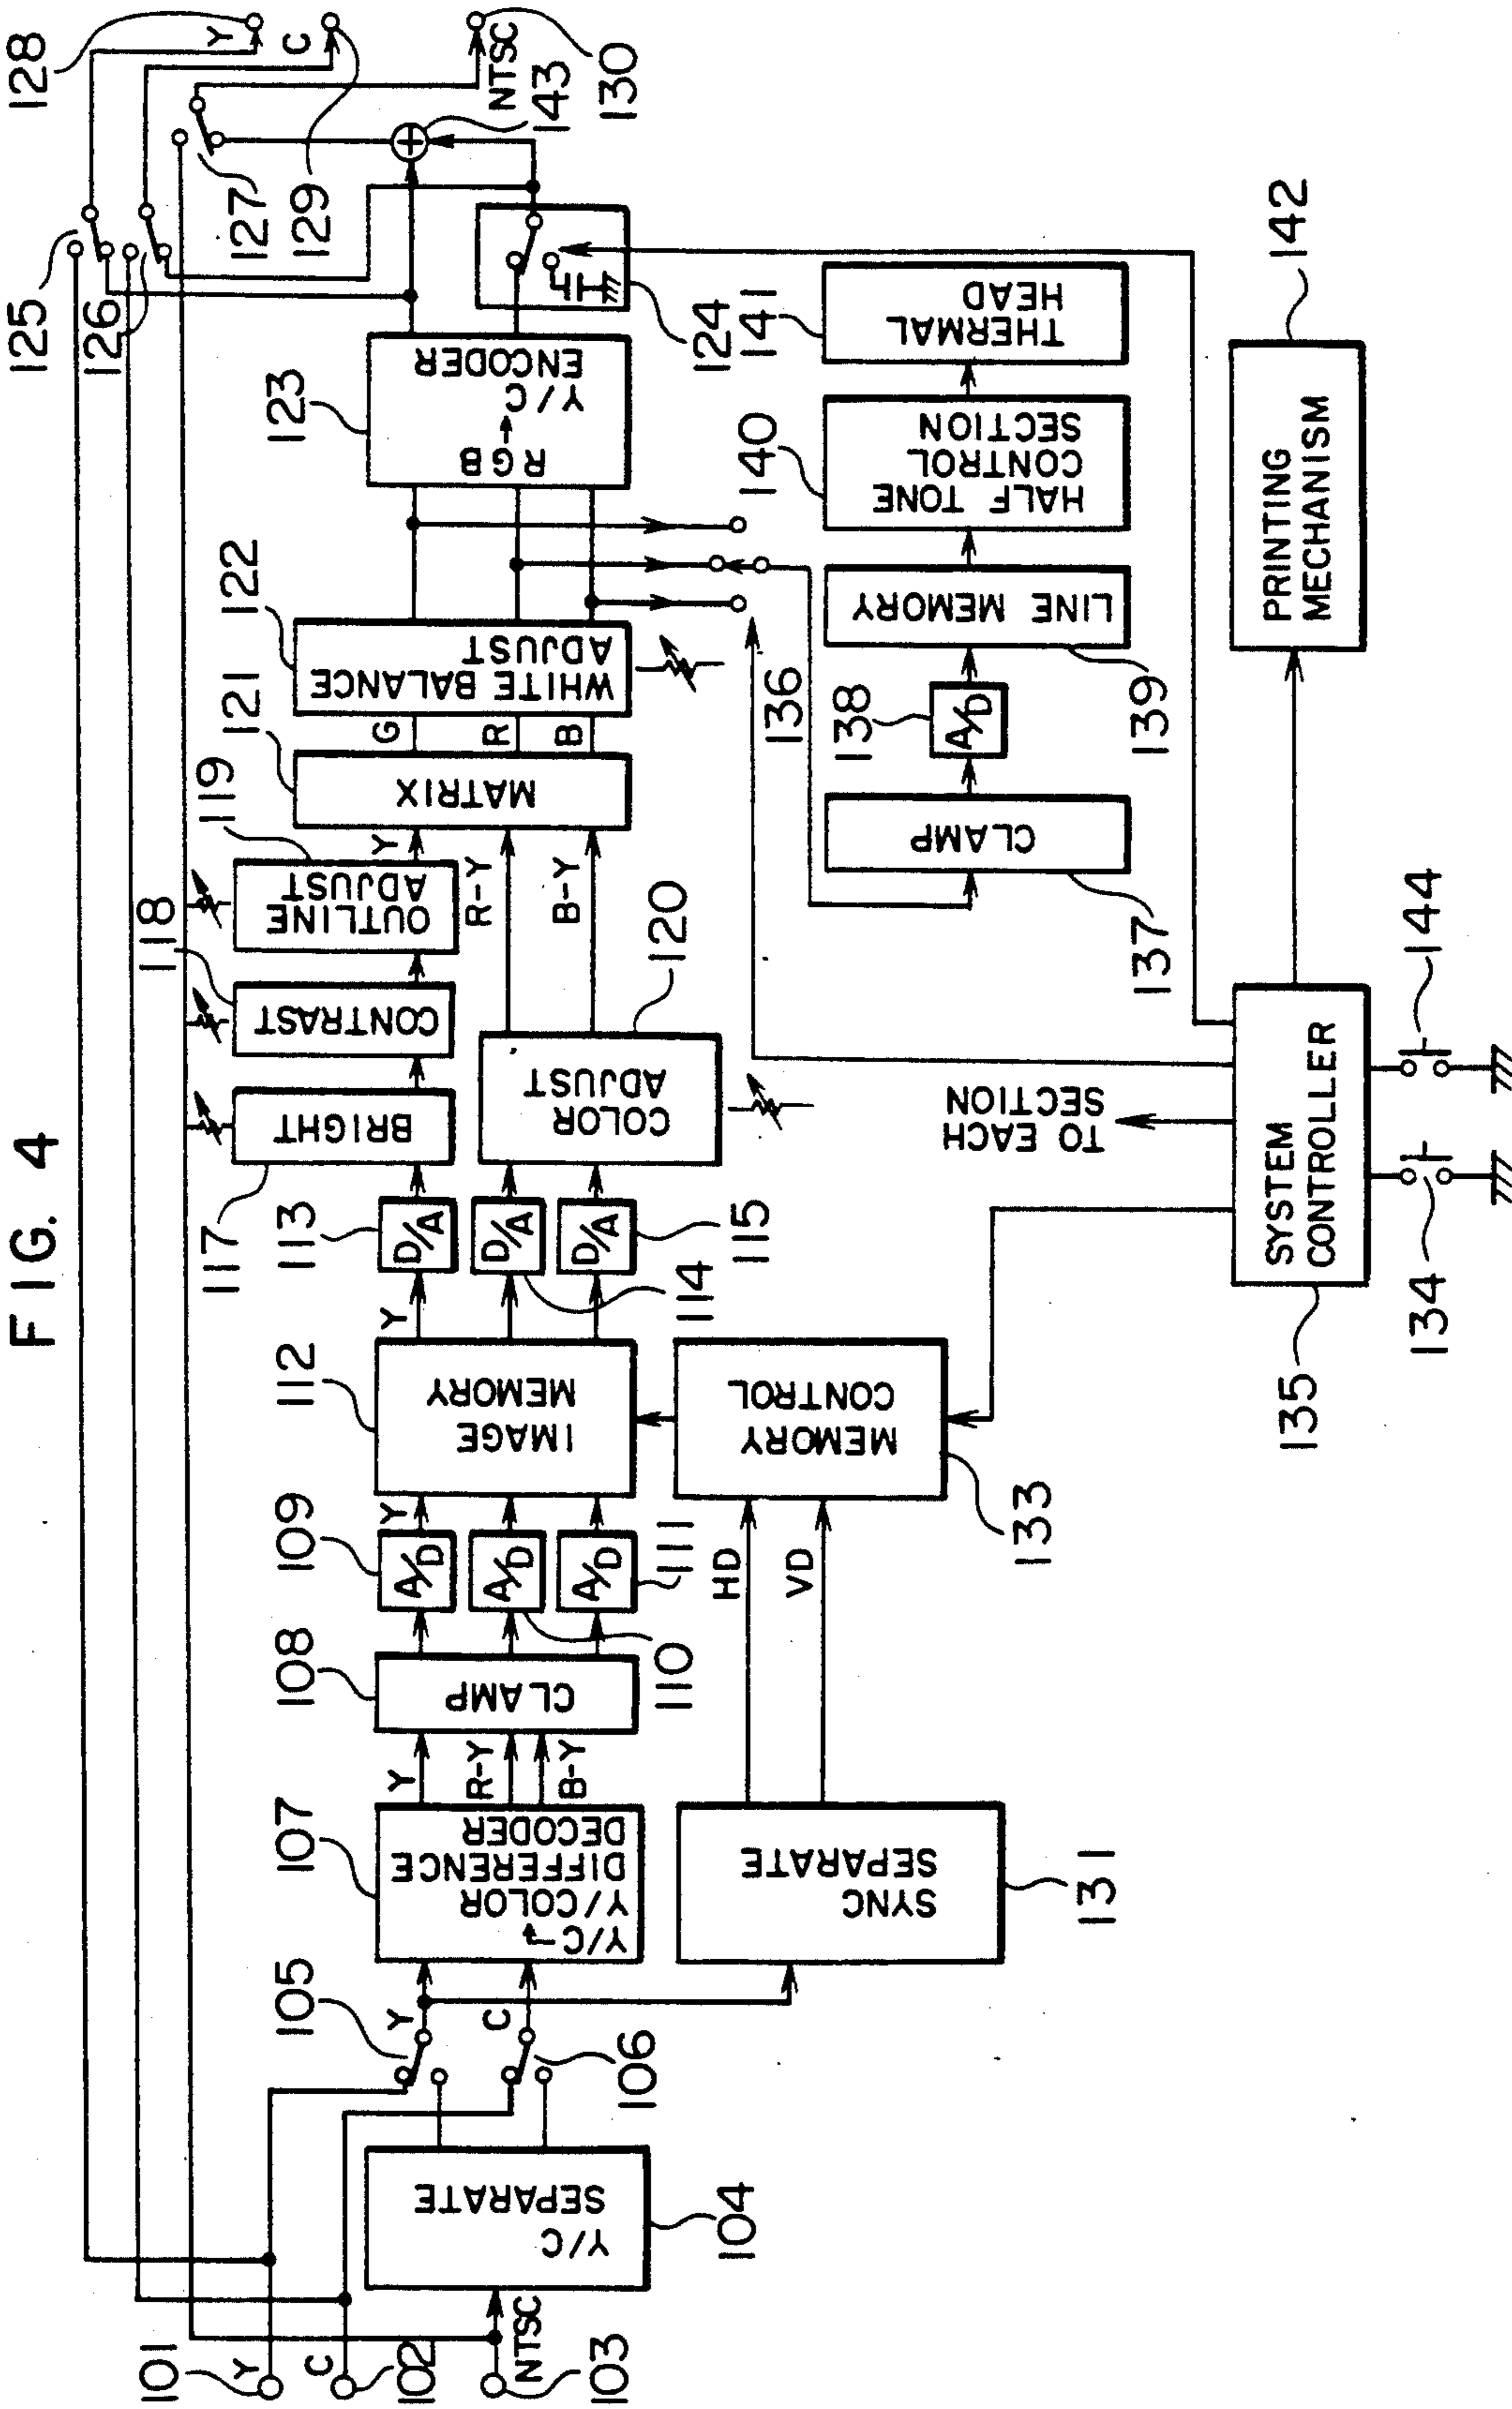 FIG. 4
101
Y
C
102
103
NTSC
Y/C
SEPARATE
104
105
Y
C
106
107
Y/C→
Y/COLOR
DIFFERENCE
DECODER
Y
R-Y
B-Y
SYNC
SEPARATE
131
108
CLAMP
109
A/D
A/D
A/D
110
111
Y
HD
VD
112
IMAGE
MEMORY
MEMORY
CONTROL
133
Y
113
D/A
D/A
D/A
114
115
117
BRIGHT
118
CONTRAST
119
OUTLINE
ADJUST
COLOR
ADJUST
120
Y
R-Y
B-Y
121
MATRIX
G
R
B
122
WHITE BALANCE
ADJUST
123
RGB
→
Y/C
ENCODER
124
125
126
127
128
Y
129
C
NTSC
130
143
136
137
CLAMP
138
A/D
139
LINE MEMORY
140
HALF TONE
CONTROL
SECTION
141
THERMAL
HEAD
TO EACH
SECTION
135
SYSTEM
CONTROLLER
134
144
142
PRINTING
MECHANISM